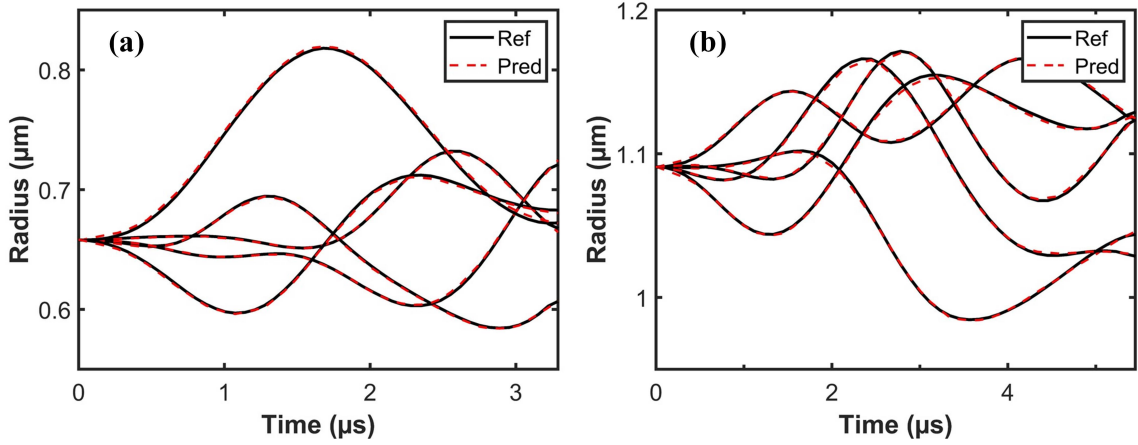 (a)
Ref
Pred
0.8
0.7
0.6
0
1
2
3
Radius (µm)
Time (µs)
(b)
Ref
Pred
1.2
1.1
1
0
2
4
Radius (µm)
Time (µs)